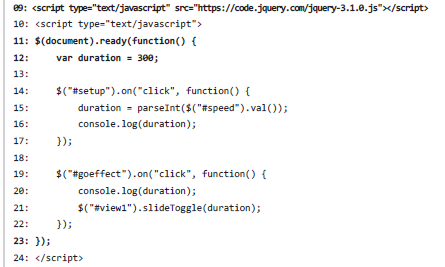 09: <script type="text/javascript" src="https://code.jquery.com/jquery-3.1.0.js"></script>
10: <script type="text/javascript">
11: $(document).ready(function() {
12:     var duration = 300;
13:
14:     $("#setup").on("click", function() {
15:         duration = parseInt($("#speed").val());
16:         console.log(duration);
17:     });
18:
19:     $("#goeffect").on("click", function() {
20:         console.log(duration);
21:         $("#view1").slideToggle(duration);
22:     });
23: });
24: </script>